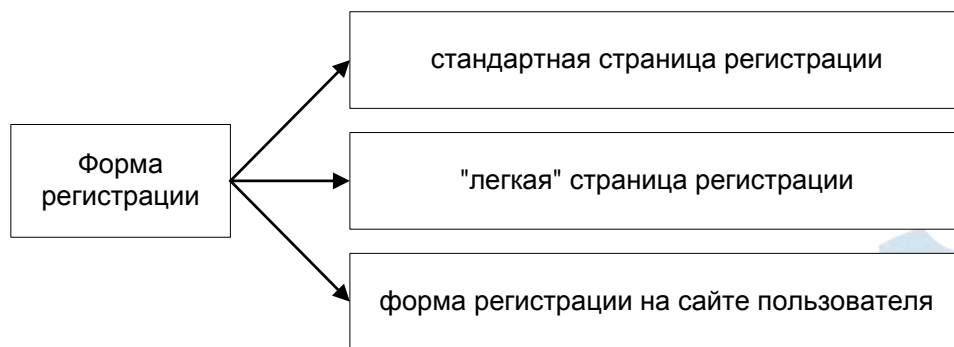 стандартная страница регистрации
Форма
регистрации
"легкая" страница регистрации
форма регистрации на сайте пользователя